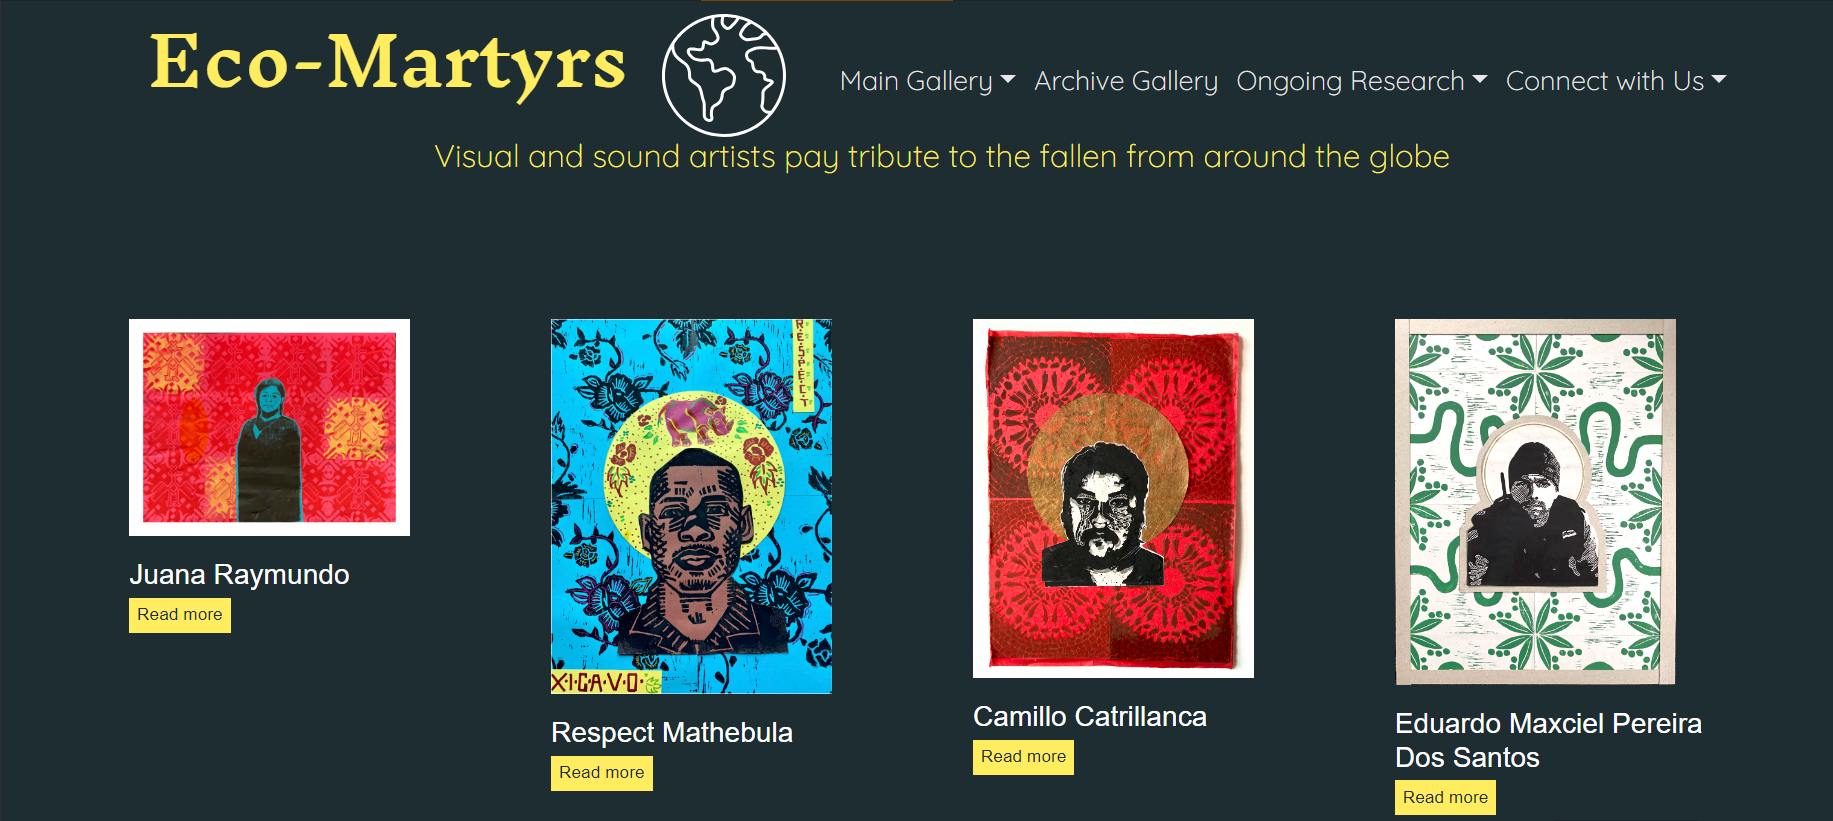 Eco-Martyrs
Main Gallery Archive Gallery Ongoing Research Connect with Us
Visual and sound artists pay tribute to the fallen from around the globe
Juana Raymundo
Read more
R·E·S·P·E·C·T
X·I·G·A·V·O·
Respect Mathebula
Read more
Camillo Catrillanca
Read more
Eduardo Maxciel Pereira
Dos Santos
Read more